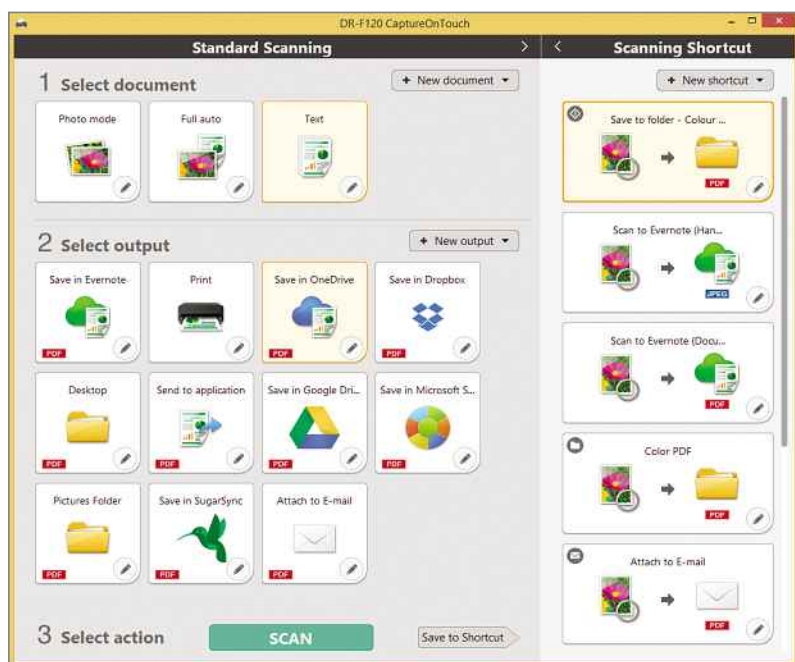 DR-F120 CaptureOnTouch
Standard Scanning
Scanning Shortcut
1 Select document
+ New document
Photo mode
Full auto
Text
2 Select output
+ New output
Save in Evernote
Print
Save in OneDrive
Save in Dropbox
PDF
PDF
PDF
Desktop
Send to application
Save in Google Dri...
Save in Microsoft S...
PDF
PDF
PDF
PDF
Pictures Folder
Save in SugarSync
Attach to E-mail
PDF
PDF
PDF
3 Select action
SCAN
Save to Shortcut
+ New shortcut
Save to folder - Colour ...
PDF
Scan to Evernote (Han...
JPEG
Scan to Evernote (Docu...
PDF
Color PDF
PDF
Attach to E-mail
PDF